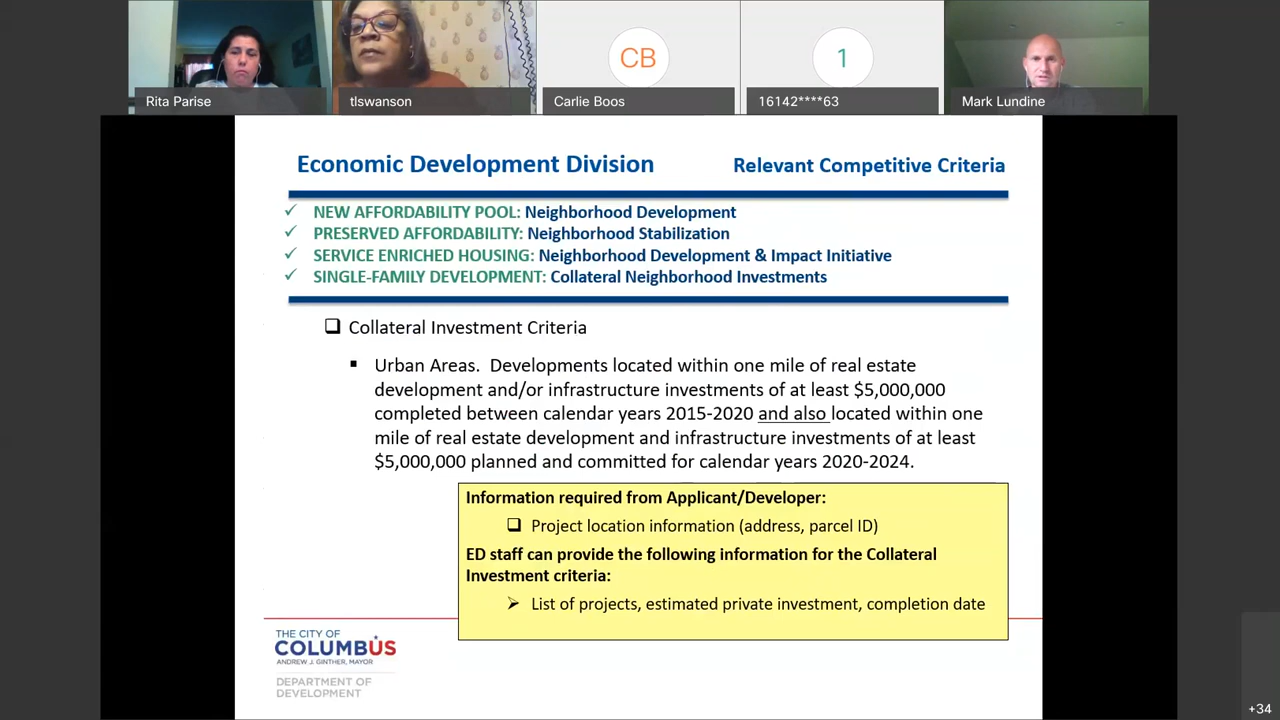 CB
1
Rita Parise
tlswanson
Carlie Boos
16142****63
Mark Lundine
Economic Development Division
Relevant Competitive Criteria
✓ NEW AFFORDABILITY POOL: Neighborhood Development
✓ PRESERVED AFFORDABILITY: Neighborhood Stabilization
✓ SERVICE ENRICHED HOUSING: Neighborhood Development & Impact Initiative
✓ SINGLE-FAMILY DEVELOPMENT: Collateral Neighborhood Investments
❑ Collateral Investment Criteria
▪ Urban Areas. Developments located within one mile of real estate
development and/or infrastructure investments of at least $5,000,000
completed between calendar years 2015-2020 and also located within one
mile of real estate development and infrastructure investments of at least
$5,000,000 planned and committed for calendar years 2020-2024.
Information required from Applicant/Developer:
❑ Project location information (address, parcel ID)
ED staff can provide the following information for the Collateral
Investment criteria:
➢ List of projects, estimated private investment, completion date
THE CITY OF
COLUMBUS
ANDREW J. GINTHER, MAYOR
DEPARTMENT OF
DEVELOPMENT
+34